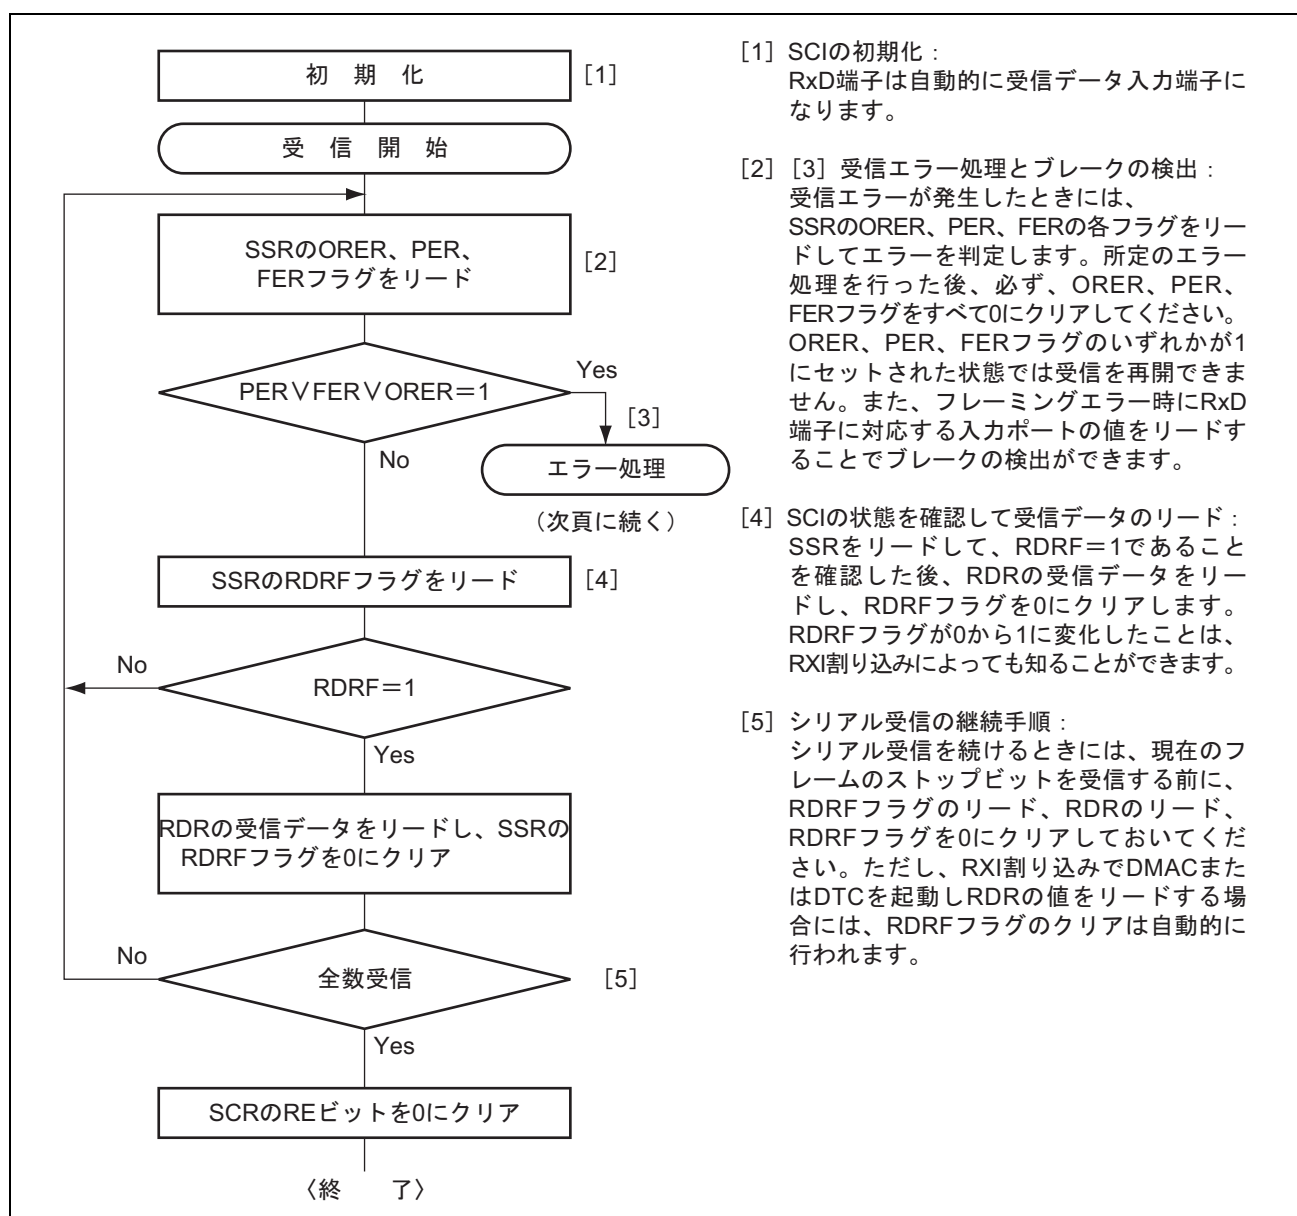 初　期　化
[1]
受　信　開　始
SSRのORER、PER、
FERフラグをリード
[2]
PER∨FER∨ORER＝1
Yes
[3]
No
エラー処理
（次頁に続く）
SSRのRDRFフラグをリード
[4]
No
RDRF＝1
Yes
RDRの受信データをリードし、SSRの
RDRFフラグを0にクリア
No
全数受信
[5]
Yes
SCRのREビットを0にクリア
〈終　　了〉
[1] SCIの初期化：
RxD端子は自動的に受信データ入力端子に
なります。
[2] [3] 受信エラー処理とブレークの検出：
受信エラーが発生したときには、
SSRのORER、PER、FERの各フラグをリー
ドしてエラーを判定します。所定のエラー
処理を行った後、必ず、ORER、PER、
FERフラグをすべて0にクリアしてください。
ORER、PER、FERフラグのいずれかが1
にセットされた状態では受信を再開できま
せん。また、フレーミングエラー時にRxD
端子に対応する入力ポートの値をリードす
ることでブレークの検出ができます。
[4] SCIの状態を確認して受信データのリード：
SSRをリードして、RDRF＝1であること
を確認した後、RDRの受信データをリー
ドし、RDRFフラグを0にクリアします。
RDRFフラグが0から1に変化したことは、
RXI割り込みによっても知ることができます。
[5] シリアル受信の継続手順：
シリアル受信を続けるときには、現在のフ
レームのストップビットを受信する前に、
RDRFフラグのリード、RDRのリード、
RDRFフラグを0にクリアしておいてくだ
さい。ただし、RXI割り込みでDMACまた
はDTCを起動しRDRの値をリードする場
合には、RDRFフラグのクリアは自動的に
行われます。